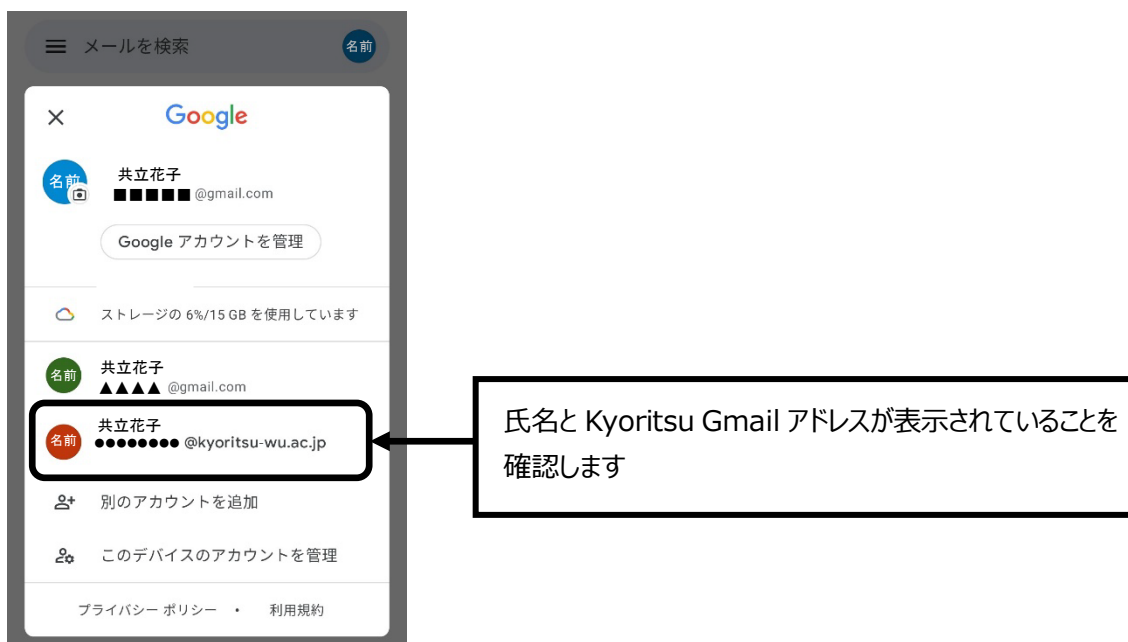 メールを検索
名前
Google
名前
共立花子
■■■■■ @gmail.com
Google アカウントを管理
ストレージの 6%/15 GB を使用しています
名前
共立花子
▲▲▲▲ @gmail.com
名前
共立花子
●●●●●●●● @kyoritsu-wu.ac.jp
別のアカウントを追加
このデバイスのアカウントを管理
プライバシー ポリシー ・ 利用規約
氏名と Kyoritsu Gmail アドレスが表示されていることを
確認します